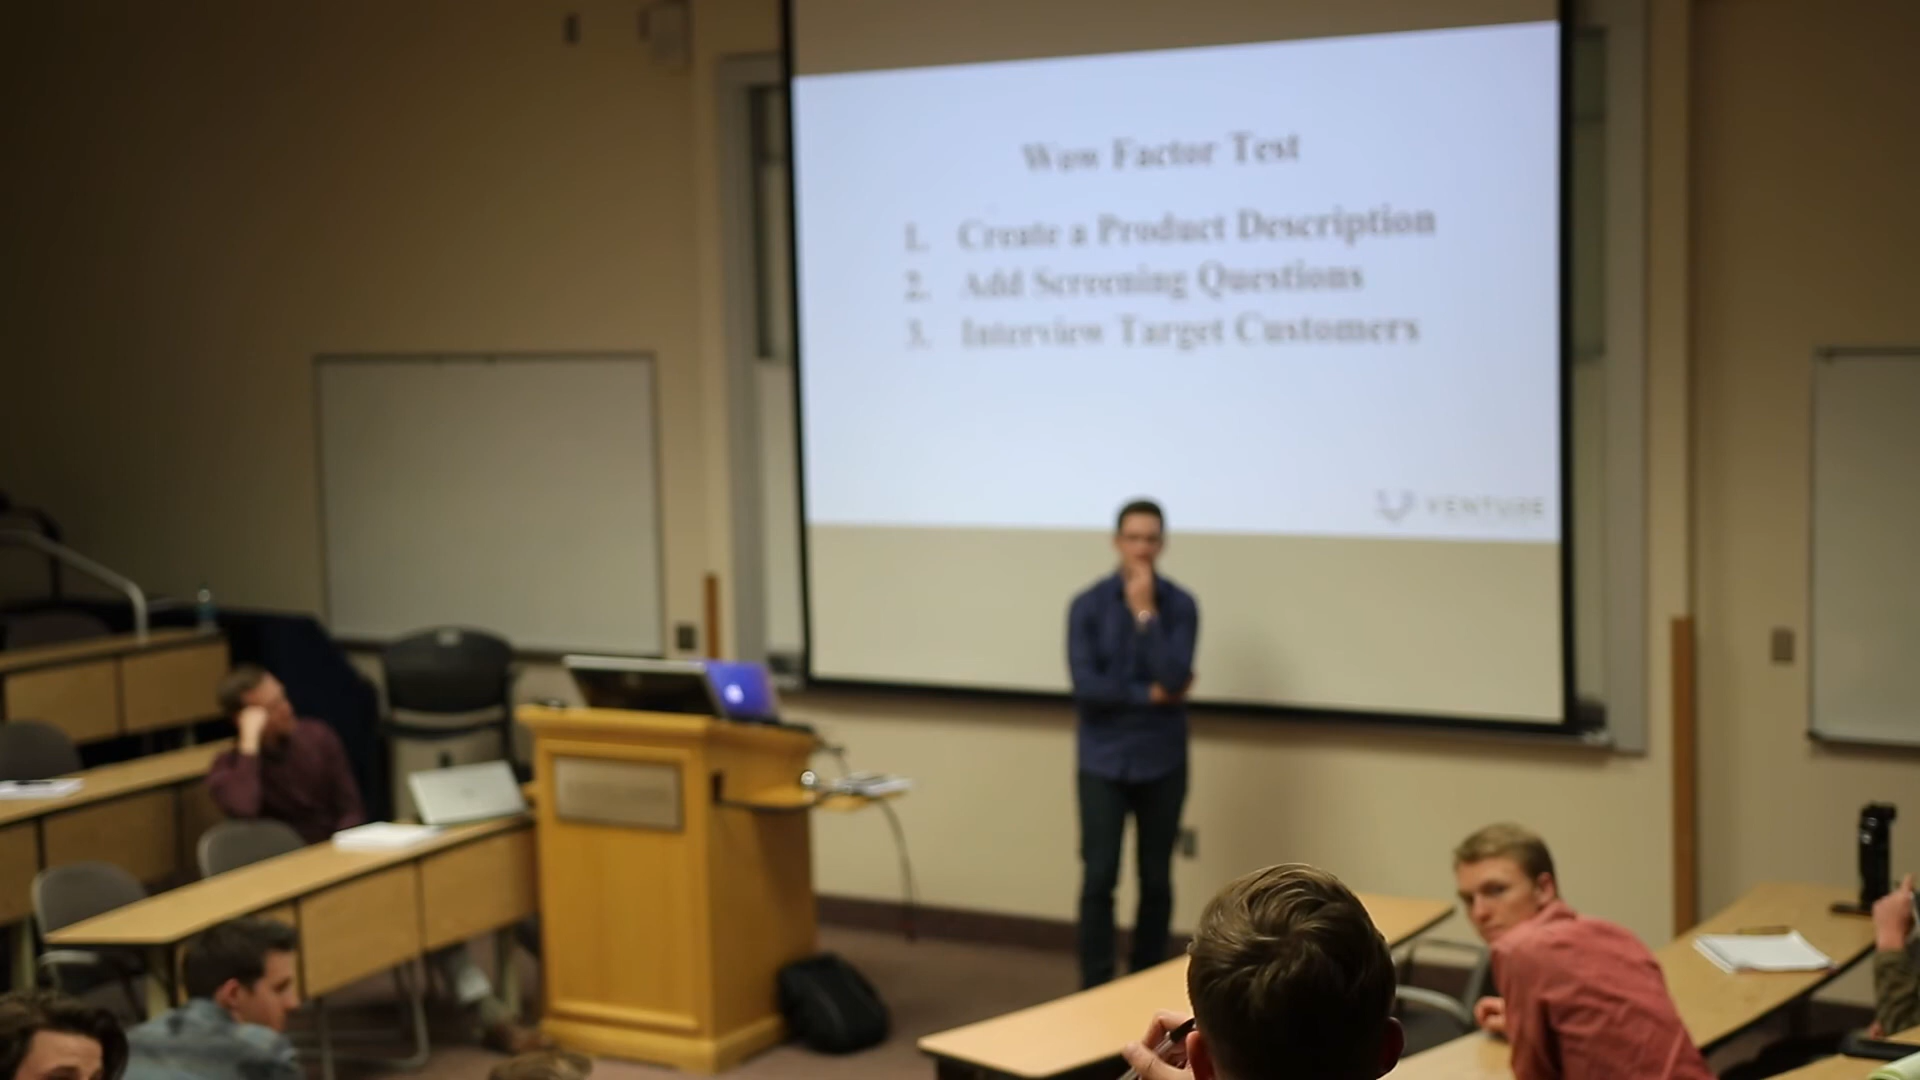 Wow Factor Test
1. Create a Product Description
2. Add Screening Questions
3. Interview Target Customers
VENTURE